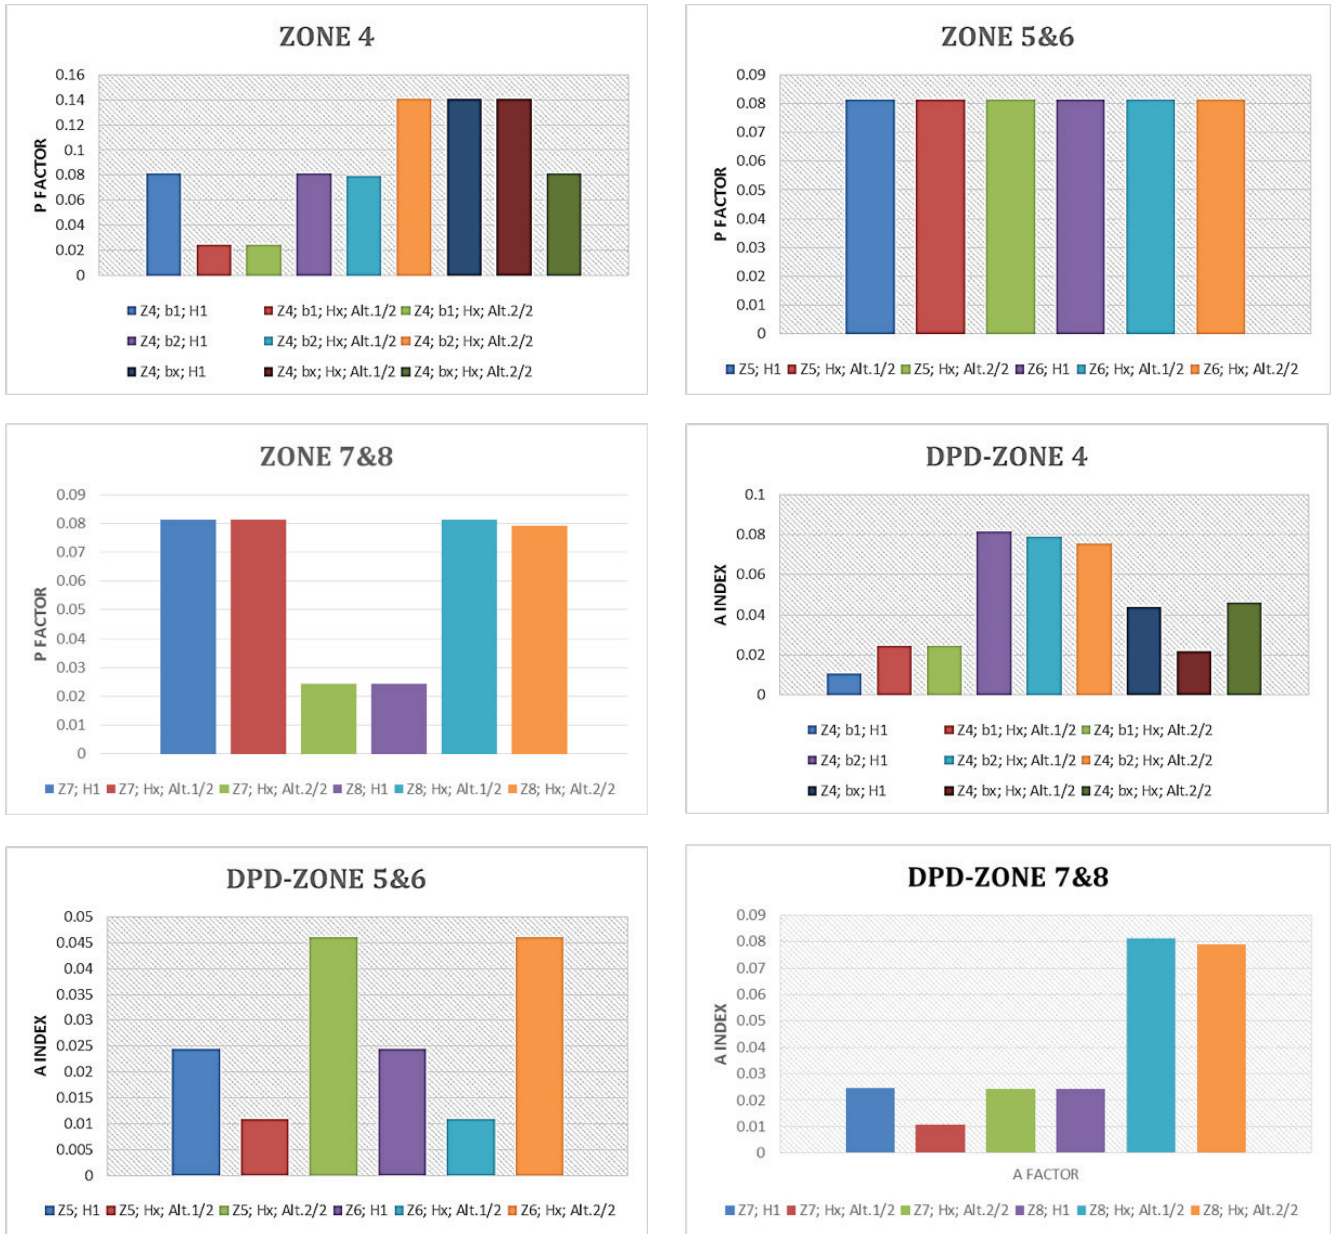 ZONE 4
P FACTOR
0.16
0.14
0.12
0.1
0.08
0.06
0.04
0.02
0
Z4; b1; H1 Z4; b1; Hx; Alt.1/2 Z4; b1; Hx; Alt.2/2
Z4; b2; H1 Z4; b2; Hx; Alt.1/2 Z4; b2; Hx; Alt.2/2
Z4; bx; H1 Z4; bx; Hx; Alt.1/2 Z4; bx; Hx; Alt.2/2
ZONE 5&6
P FACTOR
0.09
0.08
0.07
0.06
0.05
0.04
0.03
0.02
0.01
0
Z5; H1 Z5; Hx; Alt.1/2 Z5; Hx; Alt.2/2 Z6; H1 Z6; Hx; Alt.1/2 Z6; Hx; Alt.2/2
ZONE 7&8
P FACTOR
0.09
0.08
0.07
0.06
0.05
0.04
0.03
0.02
0.01
0
Z7; H1 Z7; Hx; Alt.1/2 Z7; Hx; Alt.2/2 Z8; H1 Z8; Hx; Alt.1/2 Z8; Hx; Alt.2/2
DPD-ZONE 4
A INDEX
0.1
0.08
0.06
0.04
0.02
0
Z4; b1; H1 Z4; b1; Hx; Alt.1/2 Z4; b1; Hx; Alt.2/2
Z4; b2; H1 Z4; b2; Hx; Alt.1/2 Z4; b2; Hx; Alt.2/2
Z4; bx; H1 Z4; bx; Hx; Alt.1/2 Z4; bx; Hx; Alt.2/2
DPD-ZONE 5&6
A INDEX
0.05
0.045
0.04
0.035
0.03
0.025
0.02
0.015
0.01
0.005
0
Z5; H1 Z5; Hx; Alt.1/2 Z5; Hx; Alt.2/2 Z6; H1 Z6; Hx; Alt.1/2 Z6; Hx; Alt.2/2
DPD-ZONE 7&8
A INDEX
0.09
0.08
0.07
0.06
0.05
0.04
0.03
0.02
0.01
0
A FACTOR
Z7; H1 Z7; Hx; Alt.1/2 Z7; Hx; Alt.2/2 Z8; H1 Z8; Hx; Alt.1/2 Z8; Hx; Alt.2/2